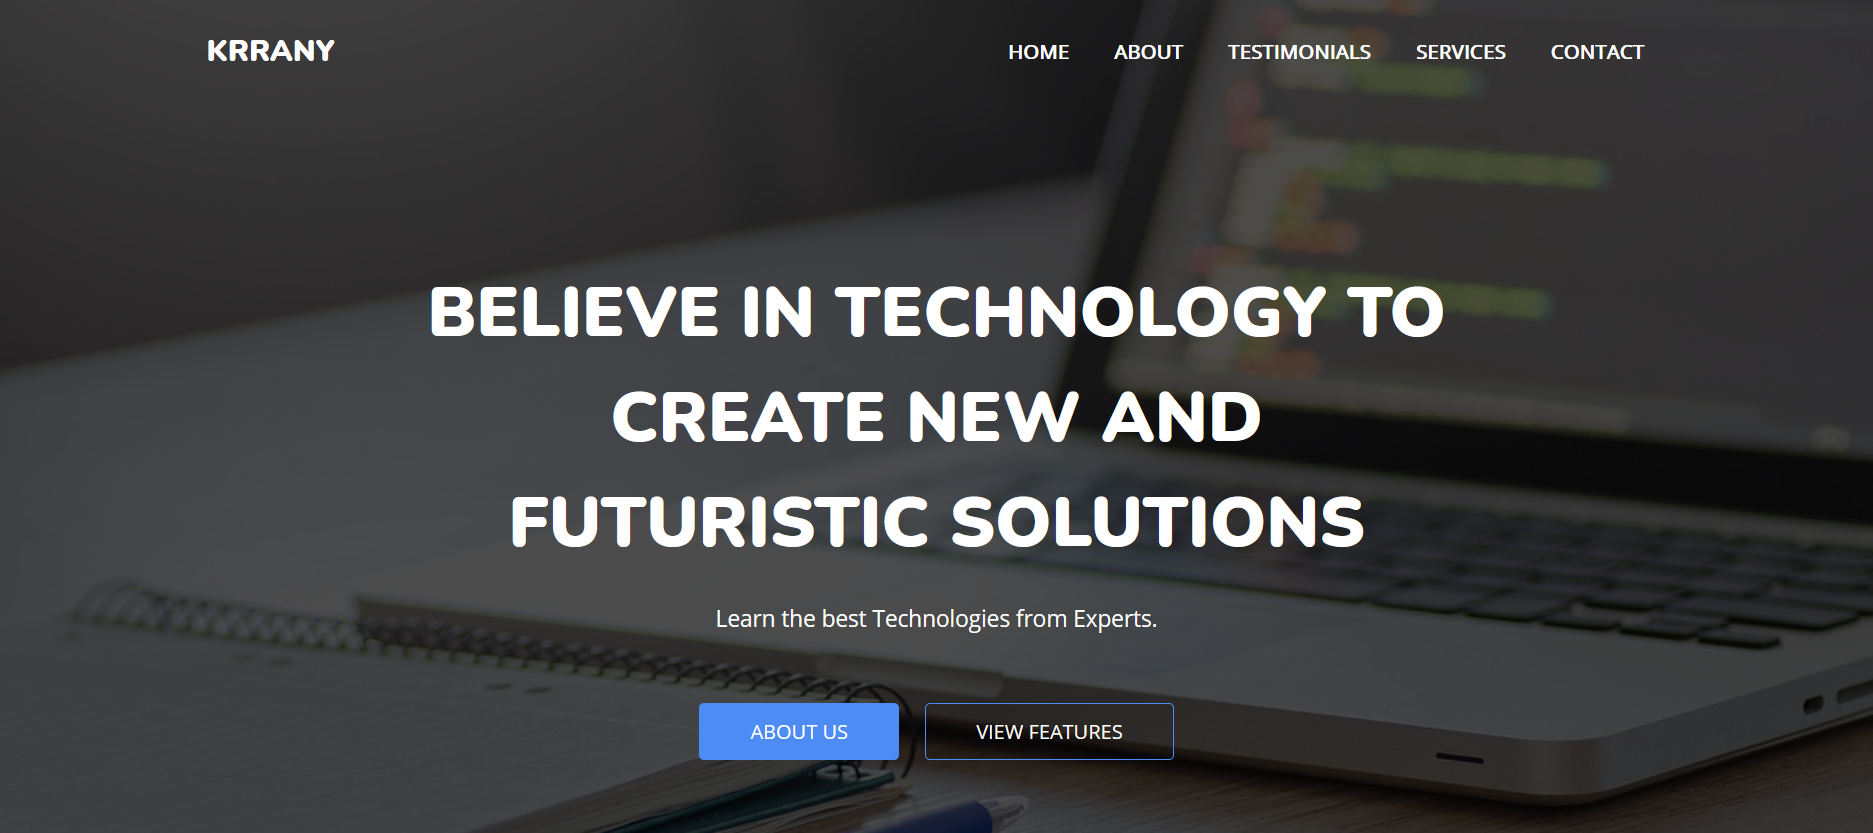 KRRANY
HOME ABOUT TESTIMONIALS SERVICES CONTACT
BELIEVE IN TECHNOLOGY TO
CREATE NEW AND
FUTURISTIC SOLUTIONS
Learn the best Technologies from Experts.
ABOUT US VIEW FEATURES